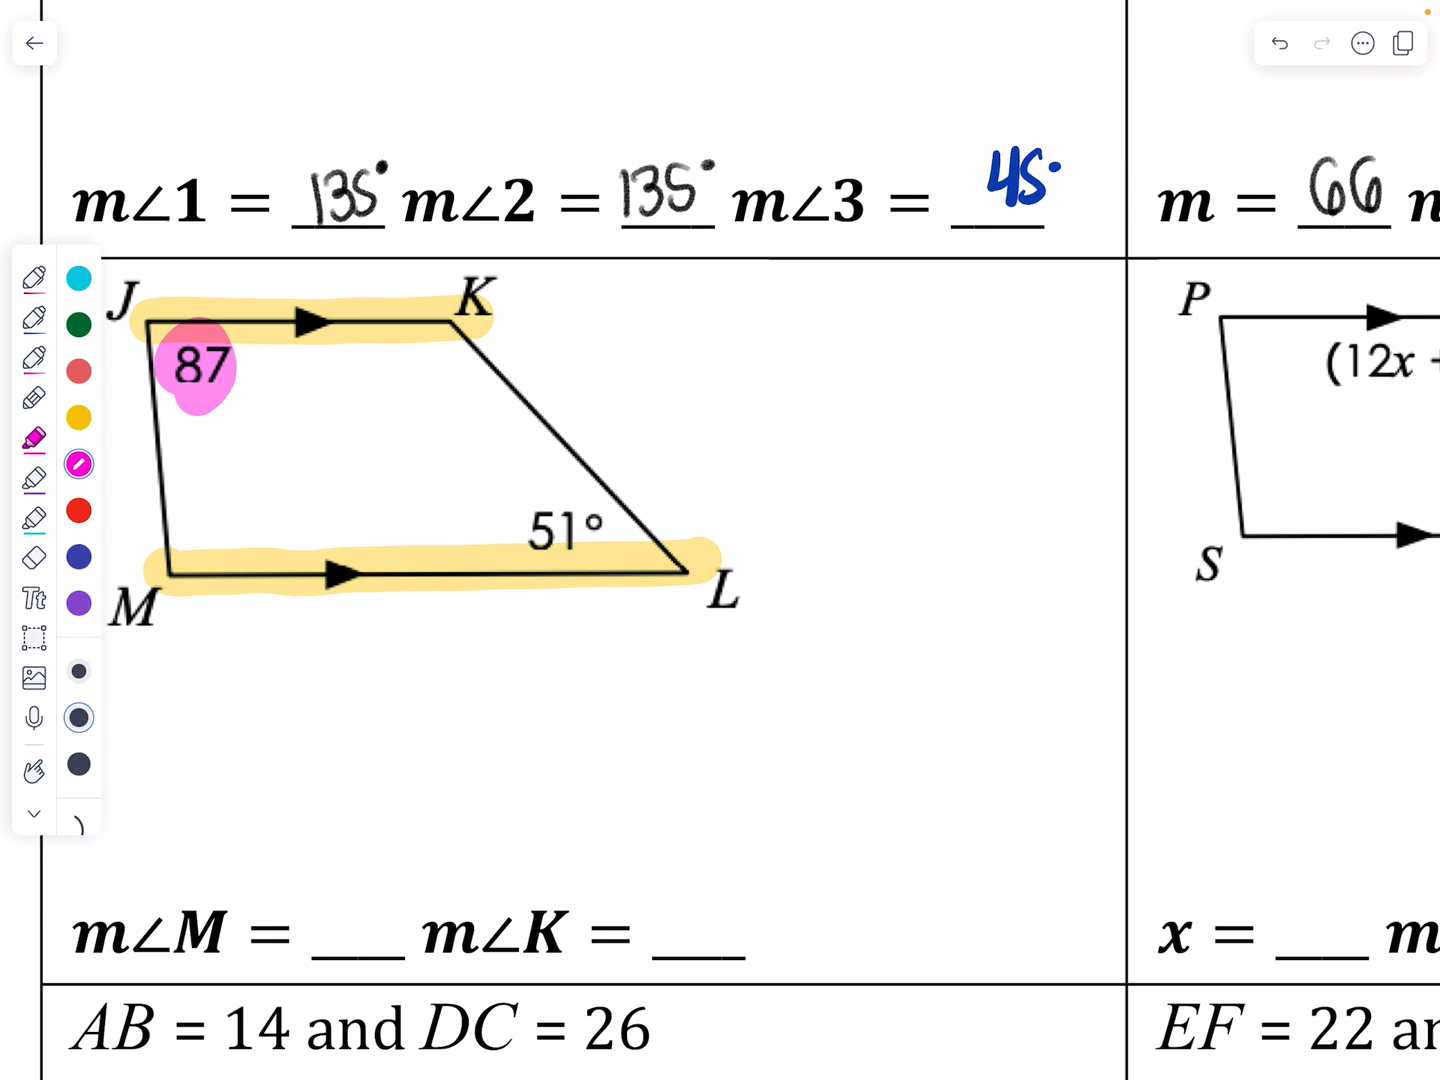 m∠1 = 135° m∠2 = 135° m∠3 = 45°
m = 66
J K
87
51°
M L
P
(12x +
S
Tt
m∠M = ___ m∠K = ___
x = ___ m
AB = 14 and DC = 26
EF = 22